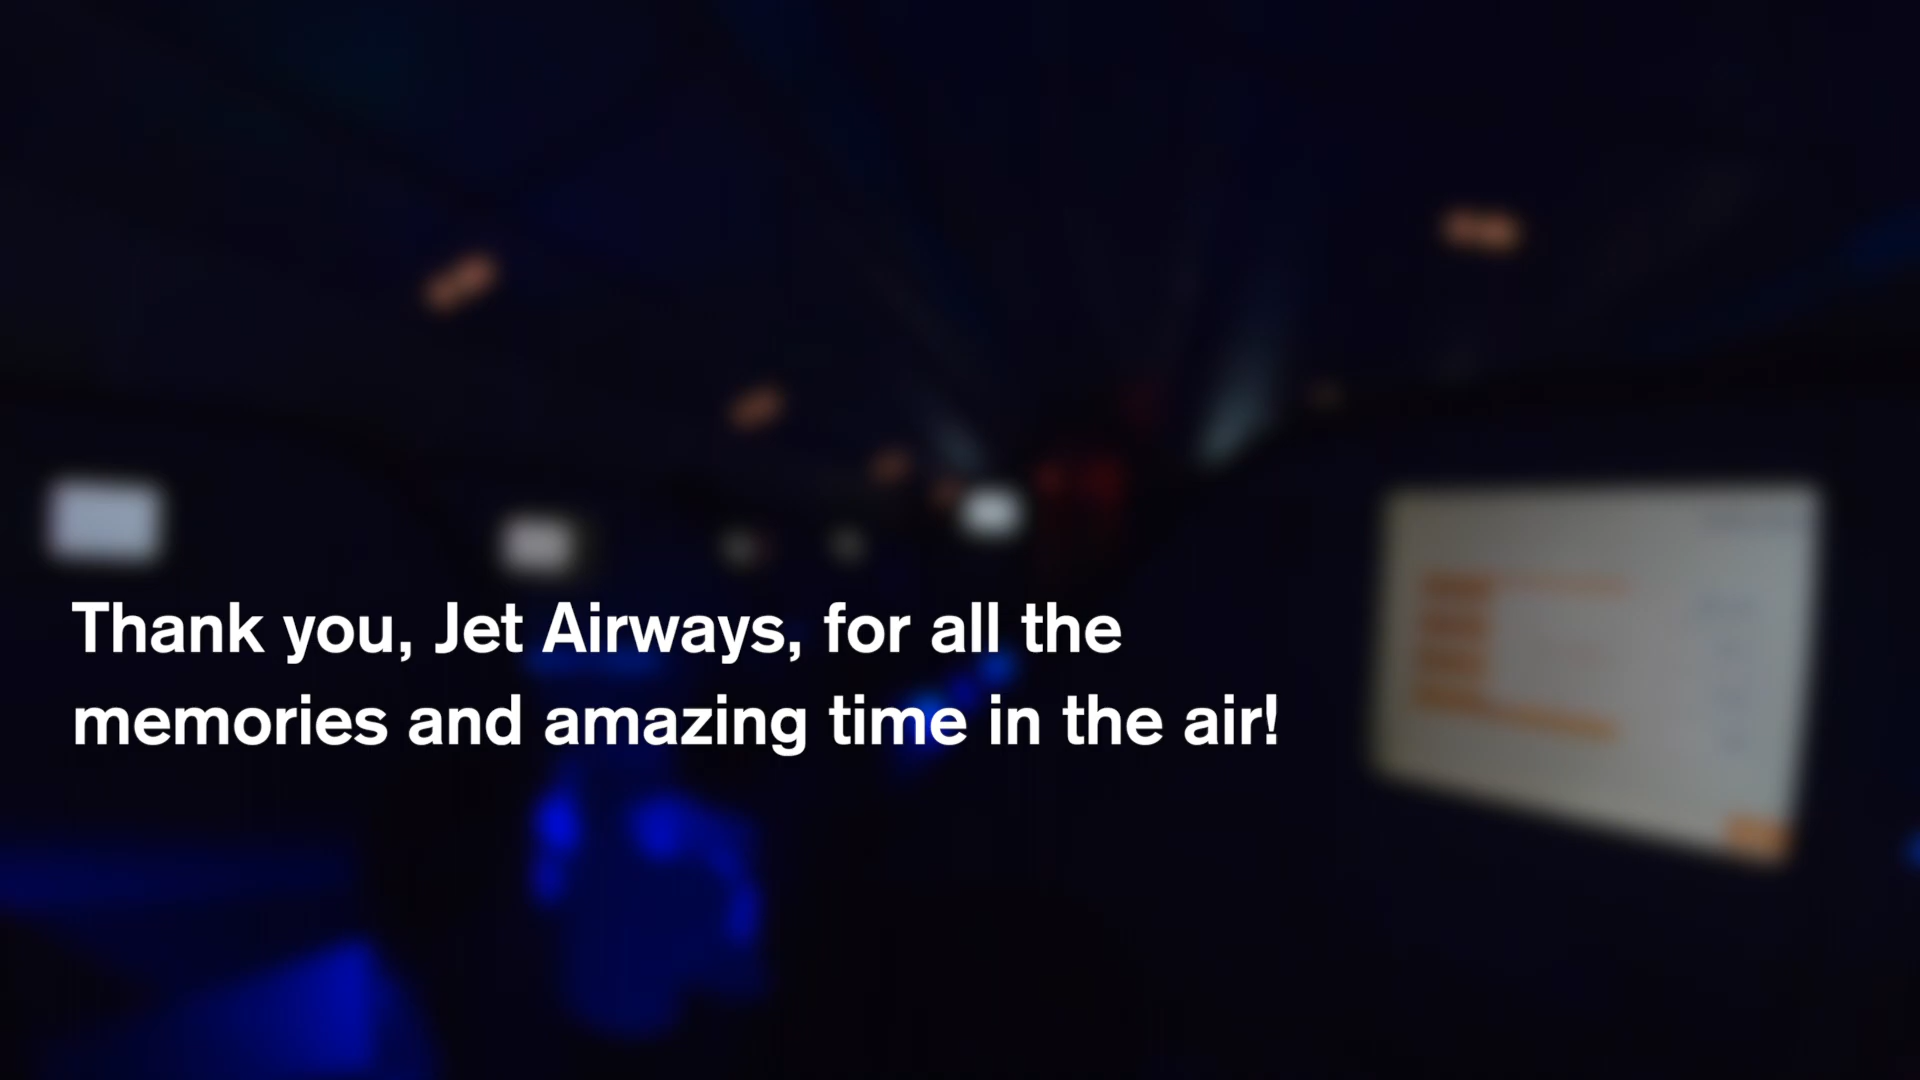 Thank you, Jet Airways, for all the
memories and amazing time in the air!